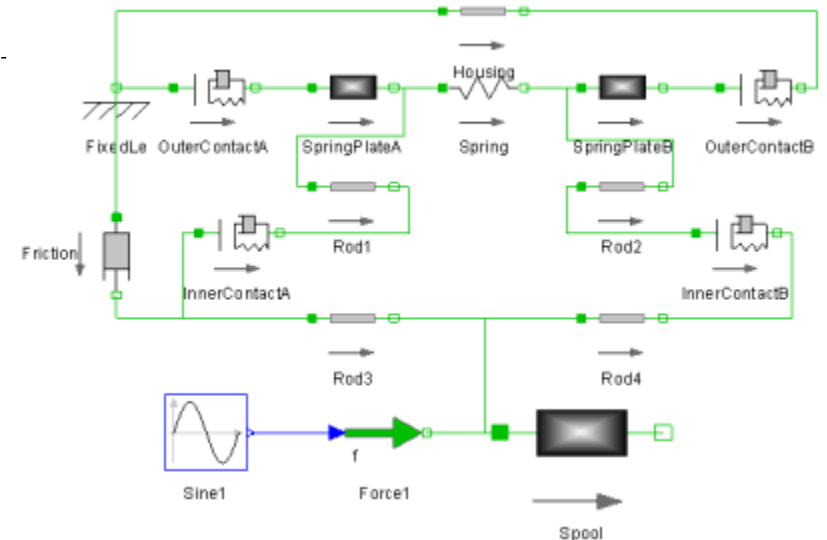 Housing
FixedLe
OuterContactA
SpringPlateA
Spring
SpringPlateB
OuterContactB
Friction
Rod1
Rod2
InnerContactA
InnerContactB
Rod3
Rod4
f
Sine1
Force1
Spool